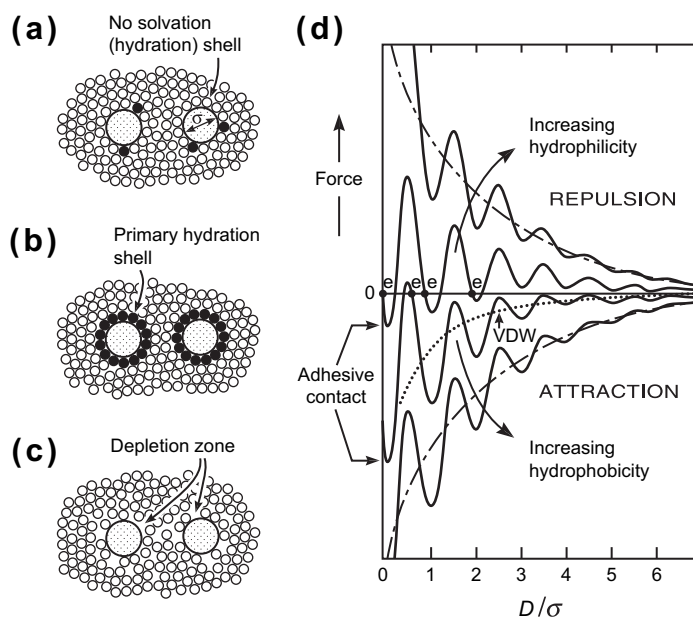 (a)
No solvation
(hydration) shell
σ
(b)
Primary hydration
shell
(c)
Depletion zone
(d)
Force
0
Increasing
hydrophilicity
REPULSION
e e e e
VDW
Adhesive
contact
ATTRACTION
Increasing
hydrophobicity
0 1 2 3 4 5 6
D/σ